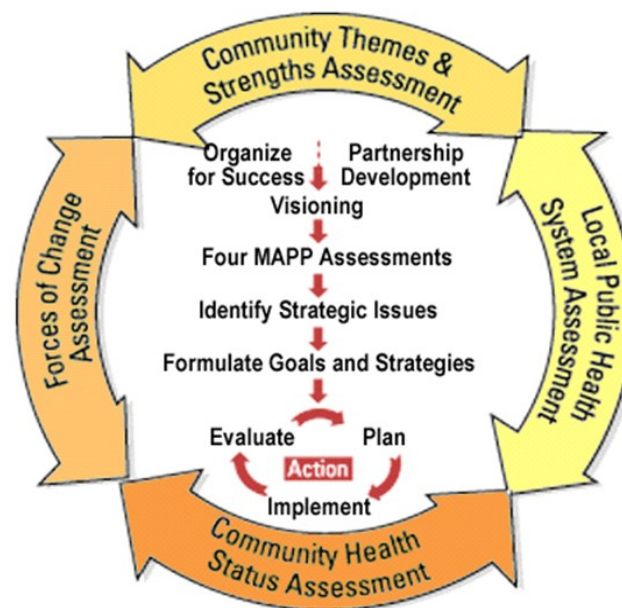 Community Themes &
Strengths Assessment
Organize
for Success
Partnership
Development
Visioning
Four MAPP Assessments
Identify Strategic Issues
Formulate Goals and Strategies
Evaluate
Plan
Action
Implement
Forces of Change
Assessment
Local Public Health
System Assessment
Community Health
Status Assessment